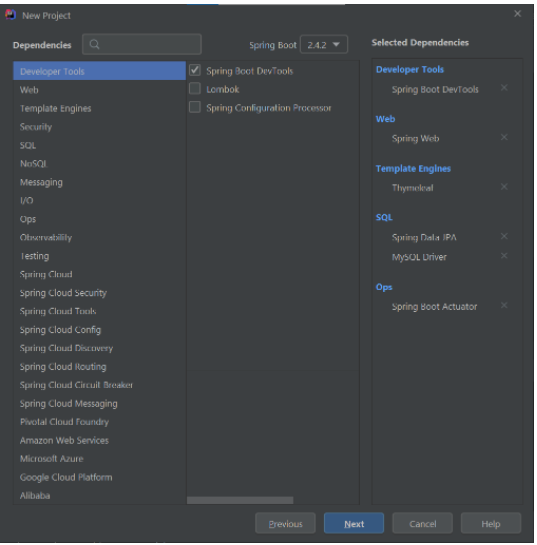 New Project
Dependencies
Spring Boot 2.4.2
Developer Tools
Web
Template Engines
Security
SQL
NoSQL
Messaging
I/O
Ops
Observability
Testing
Spring Cloud
Spring Cloud Security
Spring Cloud Tools
Spring Cloud Config
Spring Cloud Discovery
Spring Cloud Routing
Spring Cloud Circuit Breaker
Spring Cloud Messaging
Pivotal Cloud Foundry
Amazon Web Services
Microsoft Azure
Google Cloud Platform
Alibaba
Spring Boot DevTools
Lombok
Spring Configuration Processor
Selected Dependencies
Developer Tools
Spring Boot DevTools
Web
Spring Web
Template Engines
Thymeleaf
SQL
Spring Data JPA
MySQL Driver
Ops
Spring Boot Actuator
Previous
Next
Cancel
Help